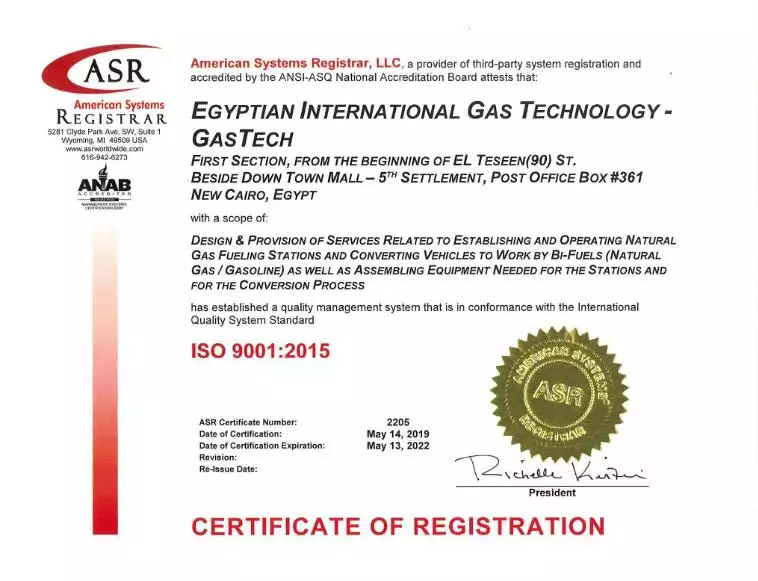 ASR
American Systems
REGISTRAR
5281 Clyde Park Ave. SW, Suite 1
Wyoming, MI 49509 USA
www.asrworldwide.com
616-942-6273
ANAB
ACCREDITED
MANAGEMENT SYSTEMS
CERTIFICATION BODY
American Systems Registrar, LLC, a provider of third-party system registration and
accredited by the ANSI-ASQ National Accreditation Board attests that:
EGYPTIAN INTERNATIONAL GAS TECHNOLOGY -
GASTECH
FIRST SECTION, FROM THE BEGINNING OF EL TESEEN(90) ST.
BESIDE DOWN TOWN MALL – 5TH SETTLEMENT, POST OFFICE BOX #361
NEW CAIRO, EGYPT
with a scope of:
DESIGN & PROVISION OF SERVICES RELATED TO ESTABLISHING AND OPERATING NATURAL
GAS FUELING STATIONS AND CONVERTING VEHICLES TO WORK BY BI-FUELS (NATURAL
GAS / GASOLINE) AS WELL AS ASSEMBLING EQUIPMENT NEEDED FOR THE STATIONS AND
FOR THE CONVERSION PROCESS
has established a quality management system that is in conformance with the International
Quality System Standard
ISO 9001:2015
AMERICAN SYSTEMS
ASR
REGISTRAR
ASR Certificate Number: 2205
Date of Certification: May 14, 2019
Date of Certification Expiration: May 13, 2022
Revision:
Re-Issue Date:
Richelle
President
CERTIFICATE OF REGISTRATION